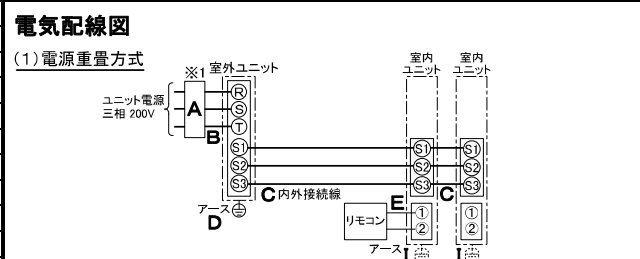 電気配線図
(1)電源重畳方式
※1
室外ユニット
室内
ユニット
室内
ユニット
ユニット電源
三相 200V
A
B
R
S
T
S1
S2
S3
S1
S2
S3
S1
S2
S3
C 内外接続線
C
アース
D
E
リモコン
①
②
①
②
アース
I
I